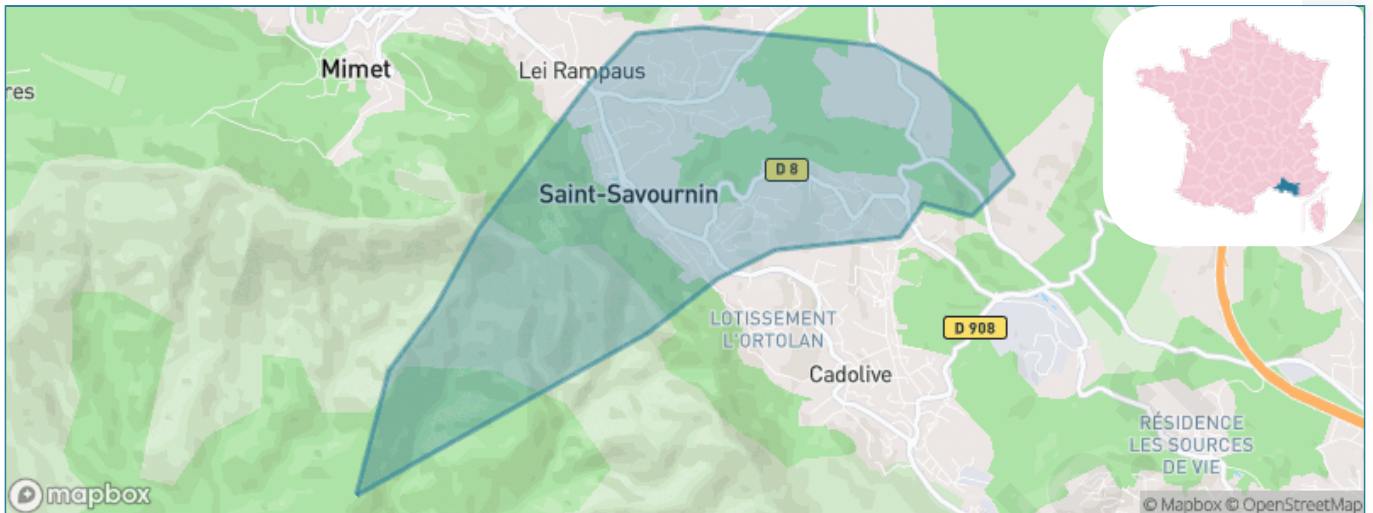 Mimet
Lei Rampaus
res
D 8
Saint-Savournin
LOTISSEMENT
L'ORTOLAN
D 908
Cadolive
RÉSIDENCE
LES SOURCES
DE VIE
mapbox
© Mapbox © OpenStreetMap